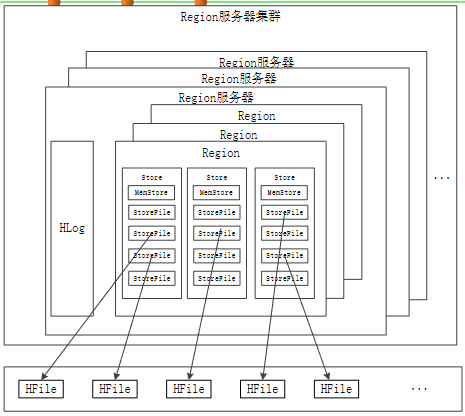 Region服务器集群
Region服务器
Region服务器
Region服务器
Region
Region
Region
...
HLog
Store Store Store
MemStore MemStore MemStore
StoreFile StoreFile StoreFile
StoreFile StoreFile StoreFile
StoreFile StoreFile StoreFile
StoreFile StoreFile StoreFile
HFile HFile HFile HFile HFile ...